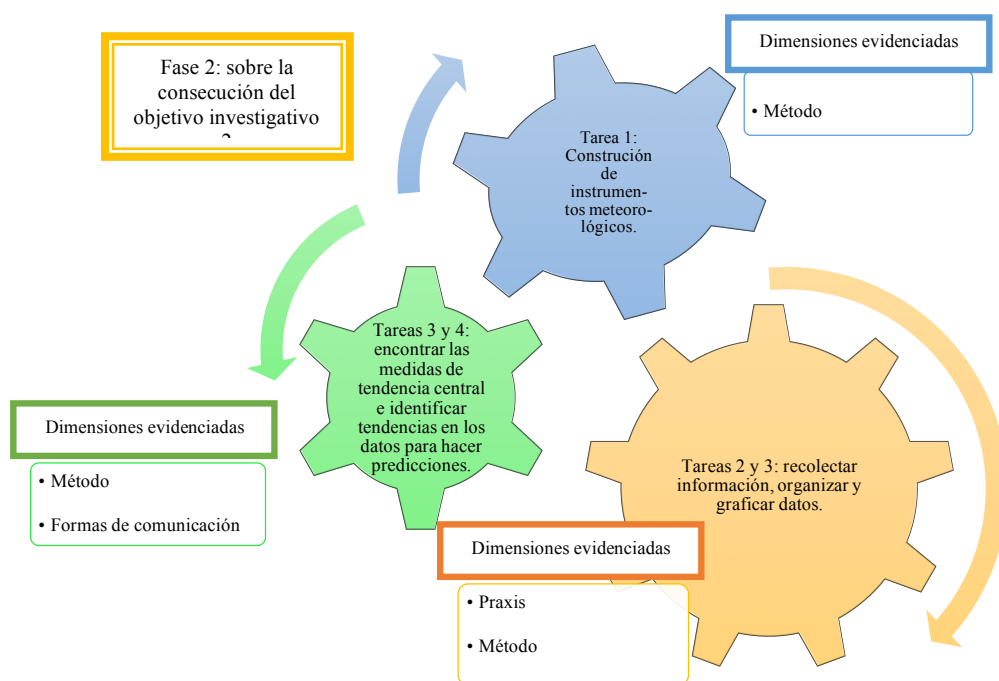 Fase 2: sobre la
consecución del
objetivo investigativo
Dimensiones evidenciadas
• Método
Tarea 1:
Construción
de
instrumen-
tos meteoro-
lógicos.
Tareas 3 y 4:
encontrar las
medidas de
tendencia central
e identificar
tendencias en los
datos para hacer
predicciones.
Dimensiones evidenciadas
• Método
• Formas de comunicación
Tareas 2 y 3: recolectar
información, organizar y
graficar datos.
Dimensiones evidenciadas
• Praxis
• Método